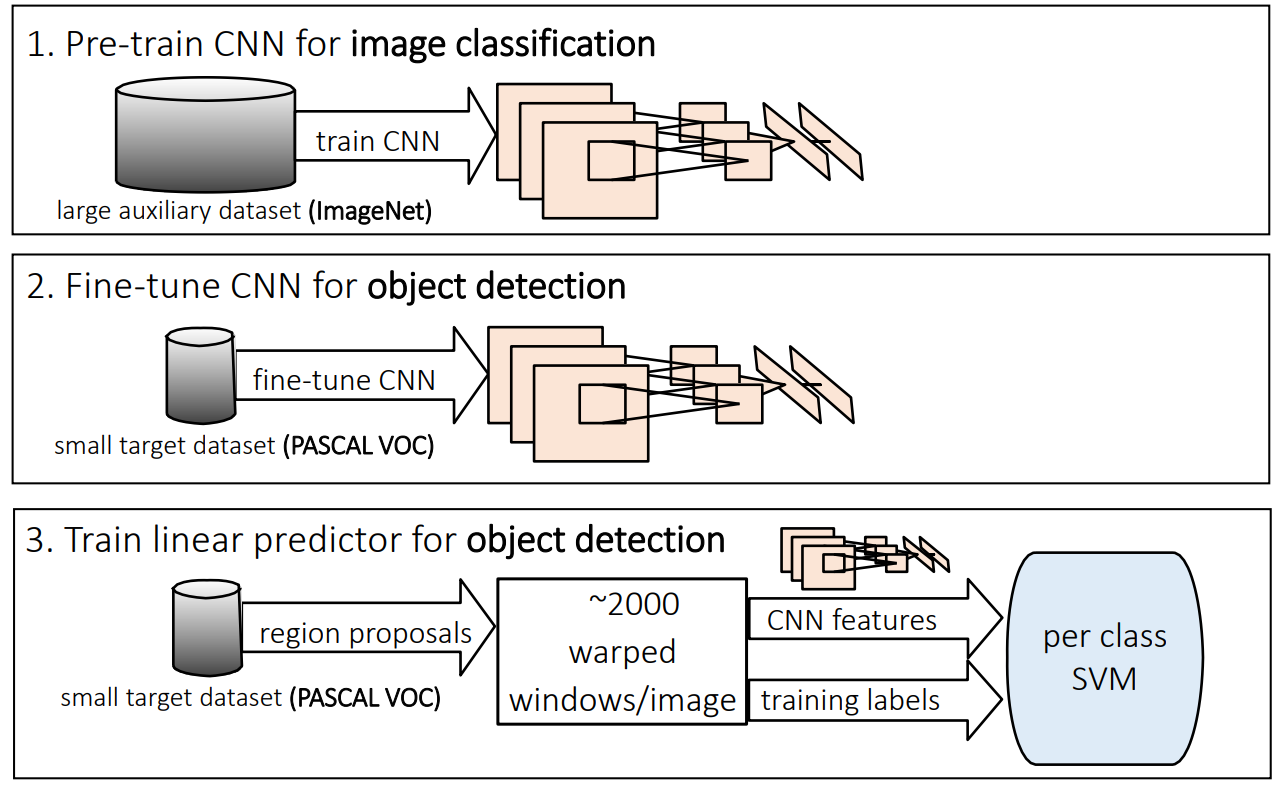 1. Pre-train CNN for image classification
train CNN
large auxiliary dataset (ImageNet)
2. Fine-tune CNN for object detection
fine-tune CNN
small target dataset (PASCAL VOC)
3. Train linear predictor for object detection
region proposals
small target dataset (PASCAL VOC)
~2000
warped
windows/image
CNN features
training labels
per class
SVM